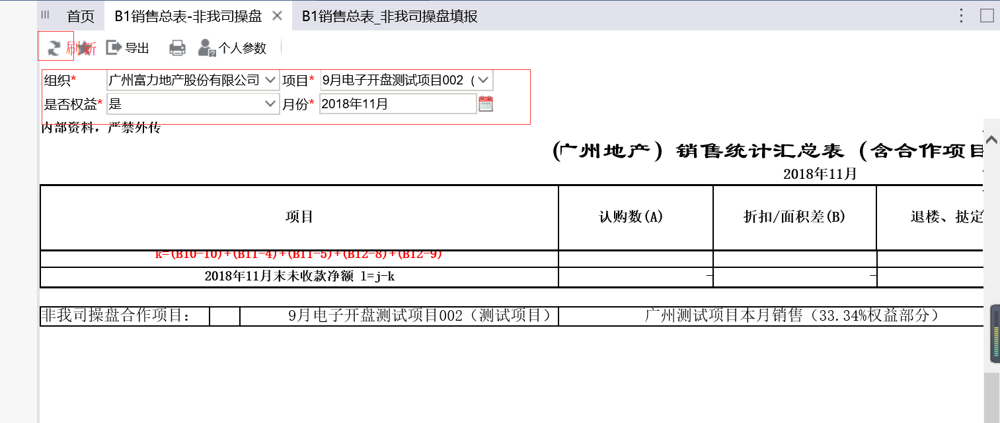 首页 B1销售总表-非我司操盘 B1销售总表_非我司操盘填报
刷新 导出 个人参数
组织* 广州富力地产股份有限公司 项目* 9月电子开盘测试项目002（
是否权益* 是 月份* 2018年11月
内部资料，严禁外传
(广州地产）销售统计汇总表（含合作项目
2018年11月
项目 认购数(A) 折扣/面积差(B) 退楼、挞定
k=(B10-10)+(B11-4)+(B11-5)+(B12-8)+(B12-9)
2018年11月末未收款净额 l=j-k - -
非我司操盘合作项目： 9月电子开盘测试项目002（测试项目） 广州测试项目本月销售（33.34%权益部分）